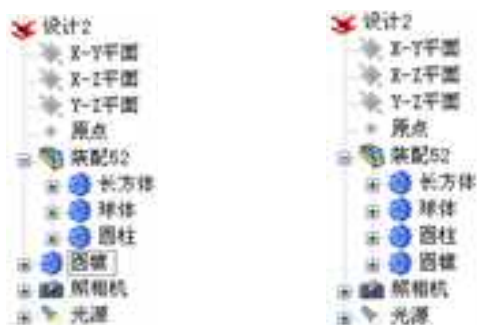 设计2
X-Y平面
X-Z平面
Y-Z平面
原点
装配52
长方体
球体
圆柱
圆锥
照相机
光源
设计2
X-Y平面
X-Z平面
Y-Z平面
原点
装配52
长方体
球体
圆柱
圆锥
照相机
光源